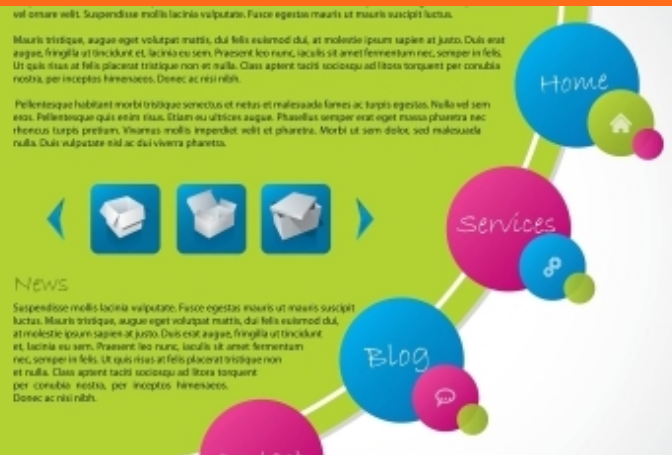 vel ornare velit. Suspendisse mollis lacinia vulputate. Fusce egestas mauris ut mauris suscipit luctus.
Mauris tristique, augue eget volutpat mattis, dui felis euismod dui, at molestie ipsum sapien at justo. Duis erat
augue, fringilla ut tincidunt et, lacinia eu sem. Praesent leo nunc, iaculis sit amet fermentum nec, semper in felis.
Ut quis risus at felis placerat tristique non et nulla. Class aptent taciti sociosqu ad litora torquent per conubia
nostra, per inceptos himenaeos. Donec ac nisi nibh.
Pellentesque habitant morbi tristique senectus et netus et malesuada fames ac turpis egestas. Nulla vel sem
eros. Pellentesque quis enim risus. Etiam eu ultrices augue. Phasellus semper erat eget massa pharetra nec
rhoncus turpis pretium. Vivamus mollis imperdiet velit et pharetra. Morbi ut sem dolor, sed malesuada
nulla. Duis vulputate nisl ac dui viverra pharetra.
Home
Services
News
Suspendisse mollis lacinia vulputate. Fusce egestas mauris ut mauris suscipit
luctus. Mauris tristique, augue eget volutpat mattis, dui felis euismod dui,
at molestie ipsum sapien at justo. Duis erat augue, fringilla ut tincidunt
et, lacinia eu sem. Praesent leo nunc, iaculis sit amet fermentum
nec, semper in felis. Ut quis risus at felis placerat tristique non
et nulla. Class aptent taciti sociosqu ad litora torquent
per conubia nostra, per inceptos himenaeos.
Donec ac nisi nibh.
Blog